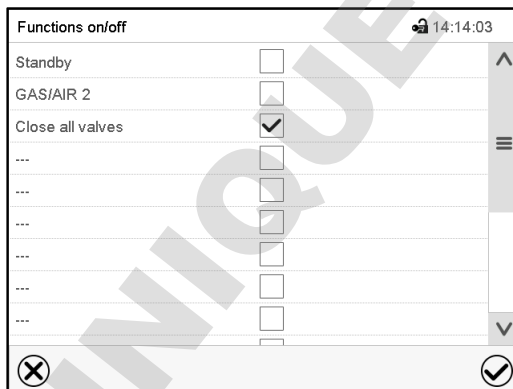 Functions on/off 14:14:03
Standby
GAS/AIR 2
Close all valves
---
---
---
---
---
---
UNIQUE